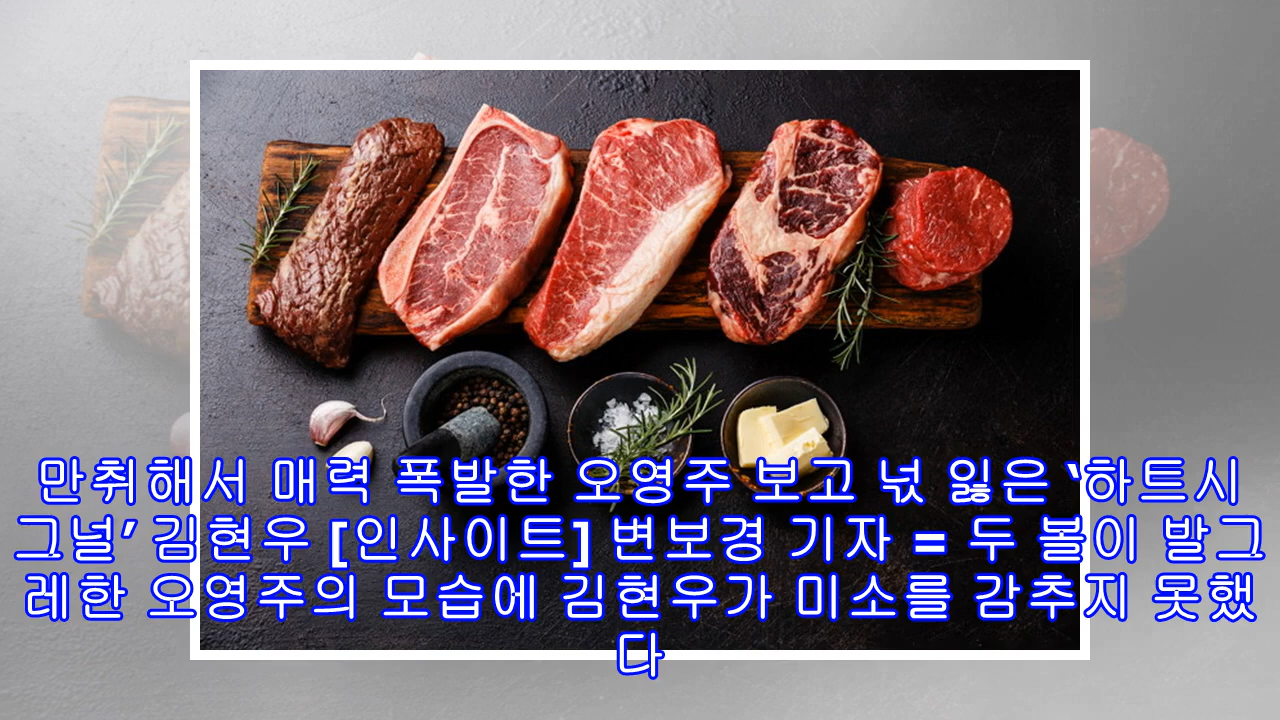 만취해서 매력 폭발한 오영주 보고 넋 잃은 ‘하트시
그널’ 김현우 [인사이트] 변보경 기자 = 두 볼이 발그
레한 오영주의 모습에 김현우가 미소를 감추지 못했
다